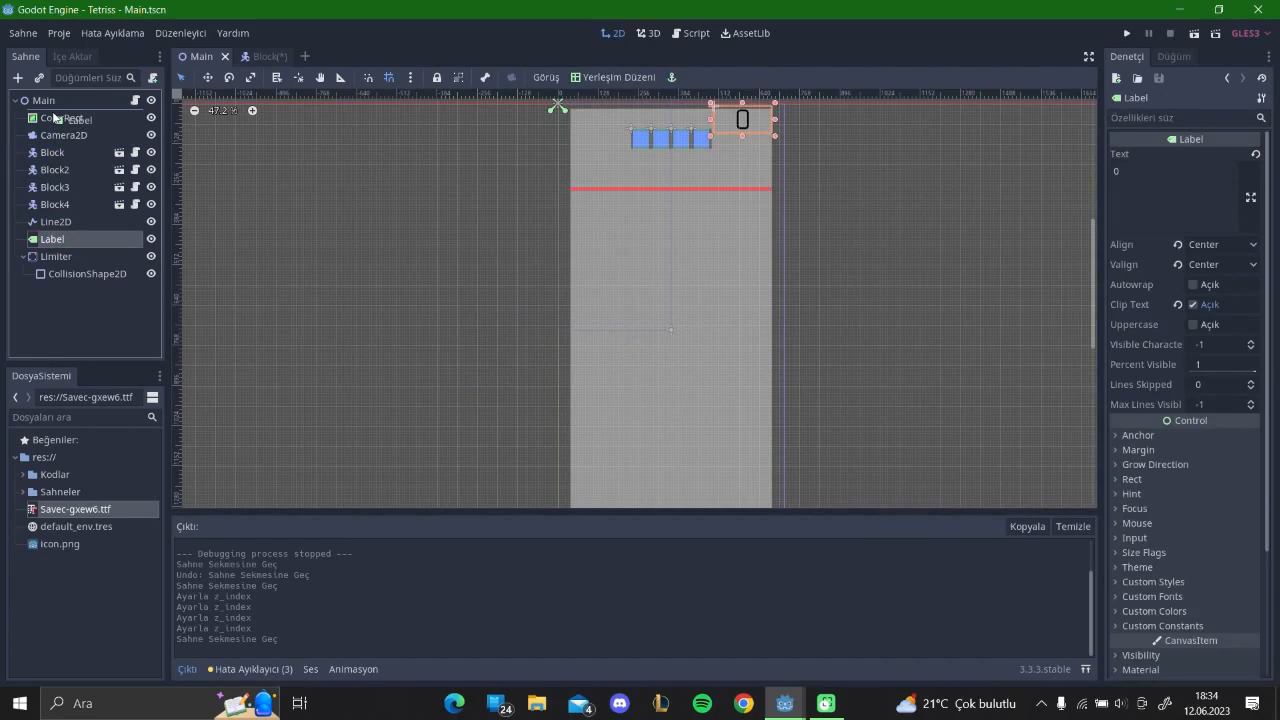 Godot Engine - Tetriss - Main.tscn
Sahne Proje Hata Ayıklama Düzenleyici Yardım
2D 3D Script AssetLib
GLES3
Sahne İçe Aktar
Main Block(*)
Denetçi Düğüm
Düğümleri Süz
Görüş Yerleşim Düzeni
Main
Label
Camera2D
Block
Block2
Block3
Block4
Line2D
Label
Limiter
CollisionShape2D
47.2 %
0
Label
Özellikleri süz
Label
Text
0
Align Center
Valign Center
Autowrap Açık
Clip Text Açık
Uppercase Açık
Visible Characte -1
Percent Visible 1
Lines Skipped 0
Max Lines Visibl -1
Control
Anchor
Margin
Grow Direction
Rect
Hint
Focus
Mouse
Input
Size Flags
Theme
Custom Styles
Custom Fonts
Custom Colors
Custom Constants
CanvasItem
Visibility
Material
DosyaSistemi
res://Savec-gxew6.ttf
Dosyaları ara
Beğeniler:
res://
Kodlar
Sahneler
Savec-gxew6.ttf
default_env.tres
icon.png
Çıktı:
Kopyala Temizle
--- Debugging process stopped ---
Sahne Sekmesine Geç
Undo: Sahne Sekmesine Geç
Sahne Sekmesine Geç
Ayarla z_index
Ayarla z_index
Ayarla z_index
Ayarla z_index
Sahne Sekmesine Geç
Çıktı Hata Ayıklayıcı (3) Ses Animasyon
3.3.3.stable
Ara
24
4
21°C Çok bulutlu
18:34
12.06.2023